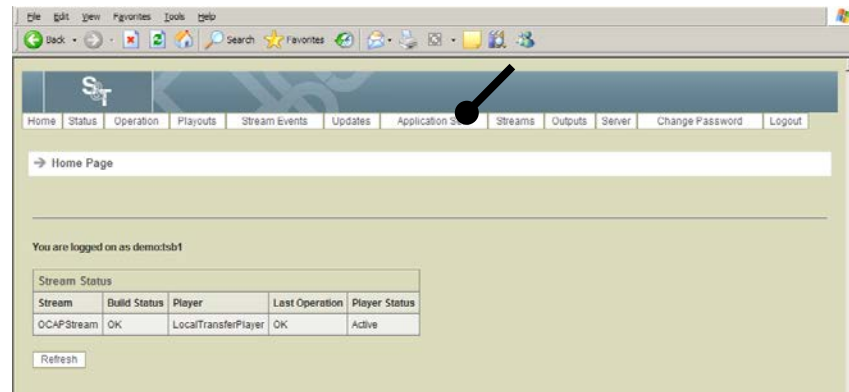 File Edit View Favorites Tools Help
Back Search Favorites
ST
Home Status Operation Playouts Stream Events Updates Application Streams Outputs Server Change Password Logout
Home Page
You are logged on as demo:tsb1
Stream Status
Stream Build Status Player Last Operation Player Status
OCAPStream OK LocalTransferPlayer OK Active
Refresh